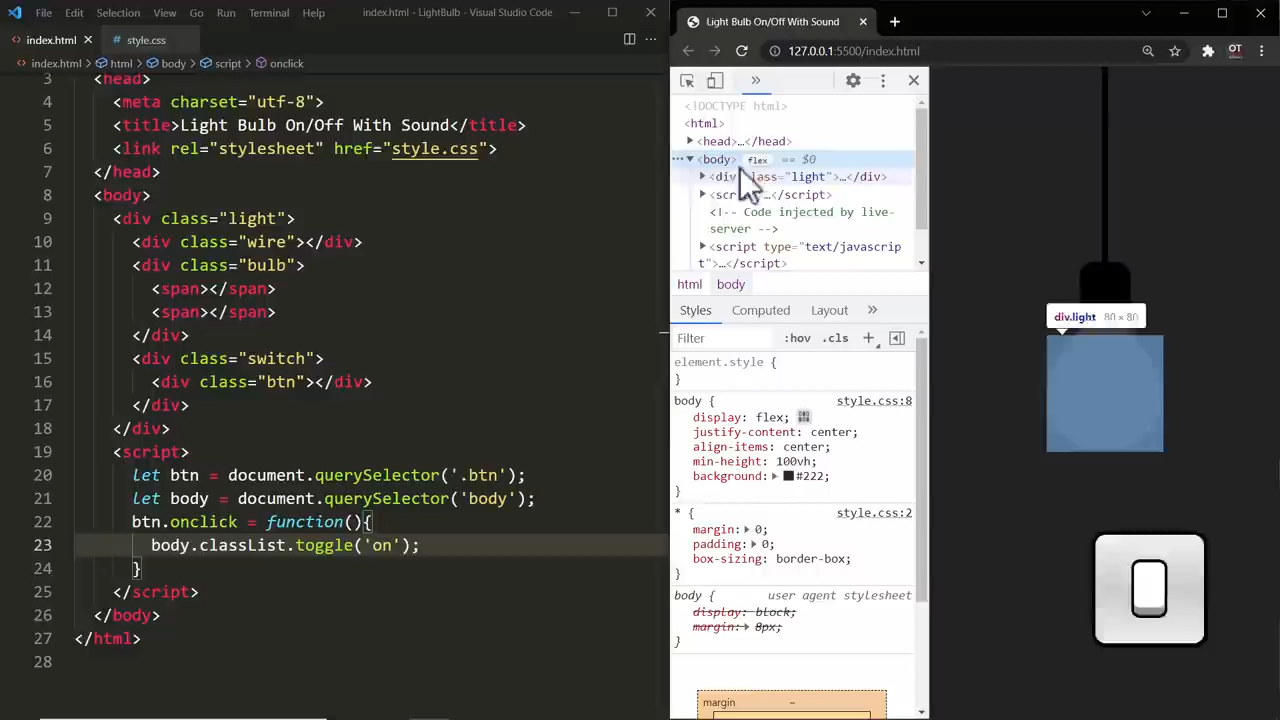 File Edit Selection View Go Run Terminal Help index.html - LightBulb - Visual Studio Code
index.html style.css
index.html > html > body > script > onclick
3 <head>
4 <meta charset="utf-8">
5 <title>Light Bulb On/Off With Sound</title>
6 <link rel="stylesheet" href="style.css">
7 </head>
8 <body>
9 <div class="light">
10 <div class="wire"></div>
11 <div class="bulb">
12 <span></span>
13 <span></span>
14 </div>
15 <div class="switch">
16 <div class="btn"></div>
17 </div>
18 </div>
19 <script>
20 let btn = document.querySelector('.btn');
21 let body = document.querySelector('body');
22 btn.onclick = function(){
23 body.classList.toggle('on');
24 }
25 </script>
26 </body>
27 </html>
28
Light Bulb On/Off With Sound
127.0.0.1:5500/index.html
OT
<!DOCTYPE html>
<html>
<head>…</head>
<body> flex == $0
<div class="light">…</div>
…</script>
<!-- Code injected by live-
server -->
<script type="text/javascrip
t">…</script>
html body
Styles Computed Layout
Filter :hov .cls
element.style {
}
body { style.css:8
display: flex;
justify-content: center;
align-items: center;
min-height: 100vh;
background: #222;
}
* { style.css:2
margin: 0;
padding: 0;
box-sizing: border-box;
}
body { user agent stylesheet
display: block;
margin: 8px;
}
margin –
div.light 80 × 80